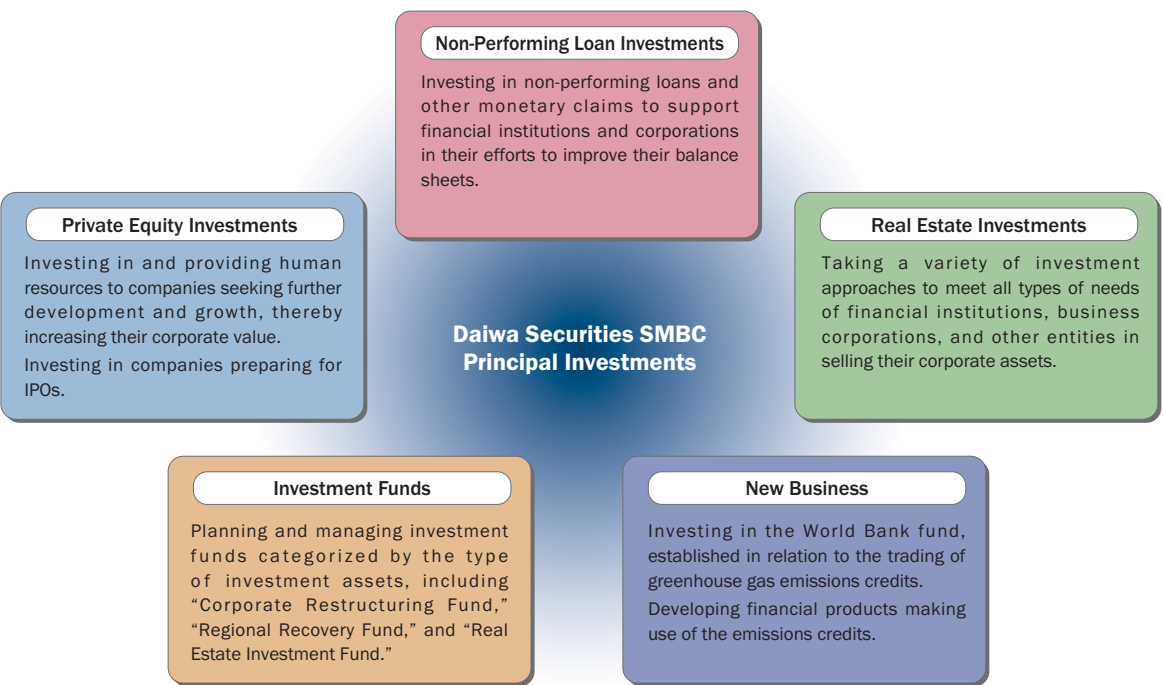 Non-Performing Loan Investments
Investing in non-performing loans and
other monetary claims to support
financial institutions and corporations
in their efforts to improve their balance
sheets.
Private Equity Investments
Investing in and providing human
resources to companies seeking further
development and growth, thereby
increasing their corporate value.
Investing in companies preparing for
IPOs.
Daiwa Securities SMBC
Principal Investments
Real Estate Investments
Taking a variety of investment
approaches to meet all types of needs
of financial institutions, business
corporations, and other entities in
selling their corporate assets.
Investment Funds
Planning and managing investment
funds categorized by the type
of investment assets, including
“Corporate Restructuring Fund,”
“Regional Recovery Fund,” and “Real
Estate Investment Fund.”
New Business
Investing in the World Bank fund,
established in relation to the trading of
greenhouse gas emissions credits.
Developing financial products making
use of the emissions credits.